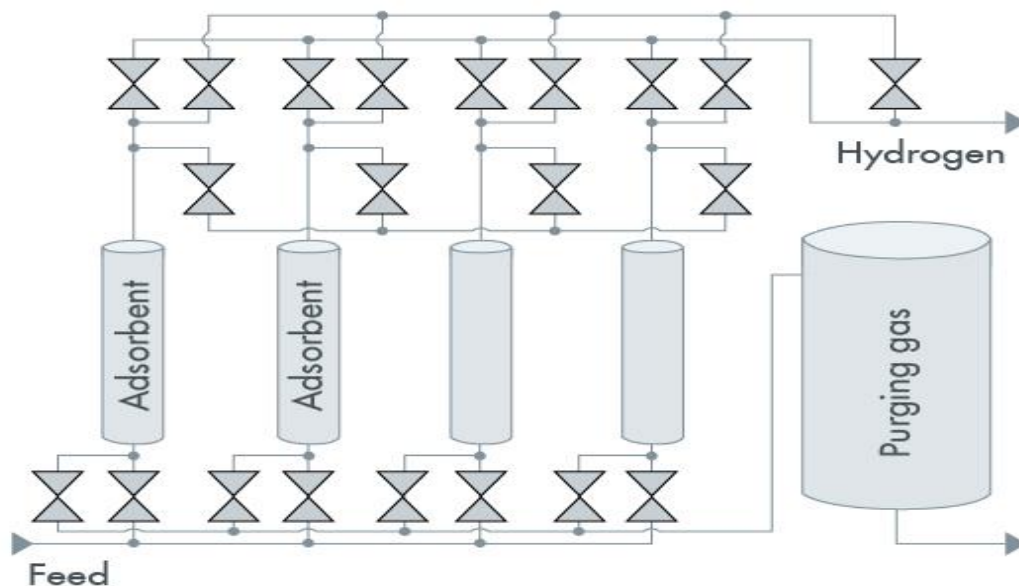 Hydrogen
Adsorbent
Adsorbent
Purging gas
Feed